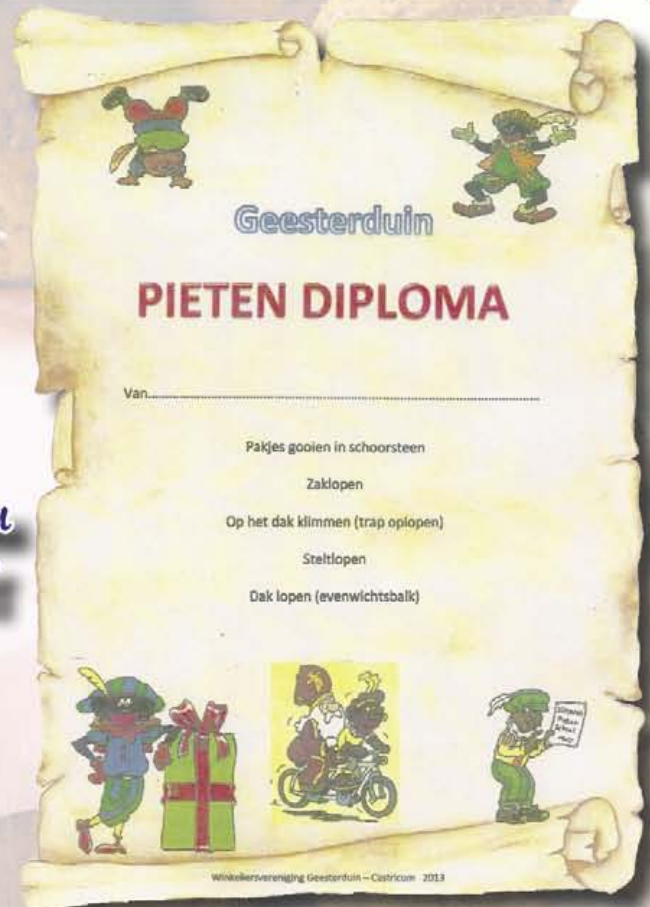 Geesterduin
PIETEN DIPLOMA
Van
Pakjes gooien in schoorsteen
Zaklopen
Op het dak klimmen (trap oplopen)
Steltlopen
Dak lopen (evenwichtsbalk)
Winkeliersvereniging Geesterduin – Castricum 2013